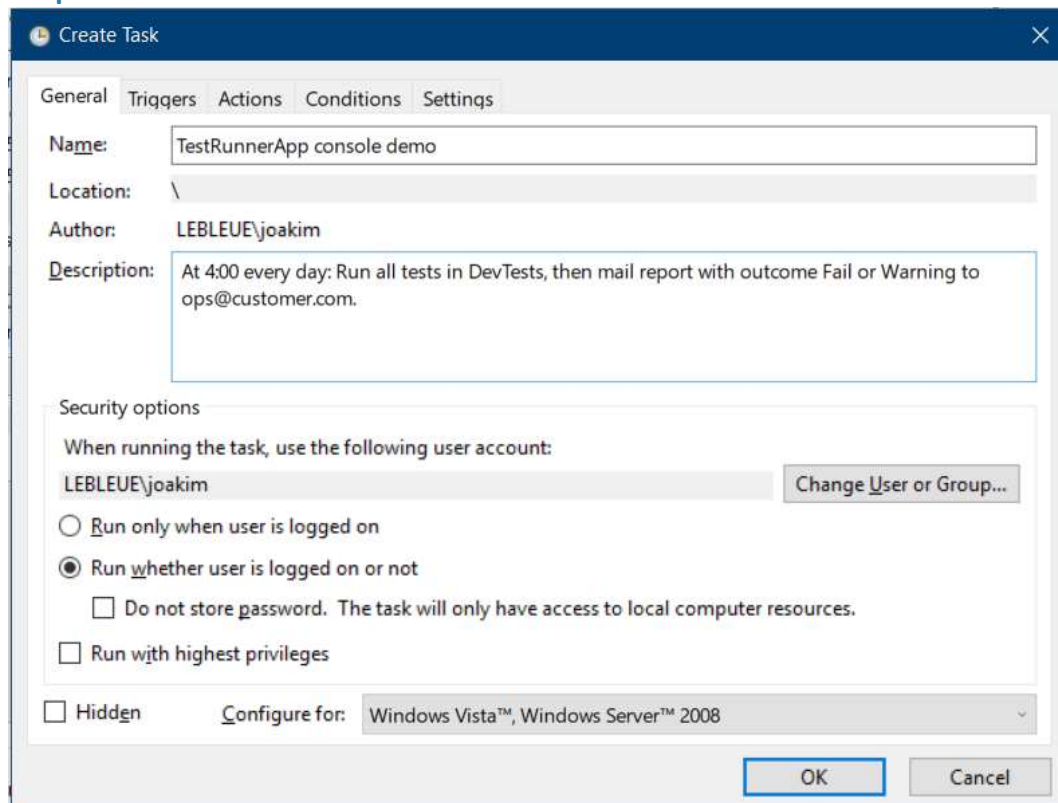 Create Task
General Triggers Actions Conditions Settings
Name: TestRunnerApp console demo
Location: \
Author: LEBLEUE\joakim
Description: At 4:00 every day: Run all tests in DevTests, then mail report with outcome Fail or Warning to
ops@customer.com.
Security options
When running the task, use the following user account:
LEBLEUE\joakim Change User or Group...
Run only when user is logged on
Run whether user is logged on or not
Do not store password. The task will only have access to local computer resources.
Run with highest privileges
Hidden Configure for: Windows Vista™, Windows Server™ 2008
OK Cancel